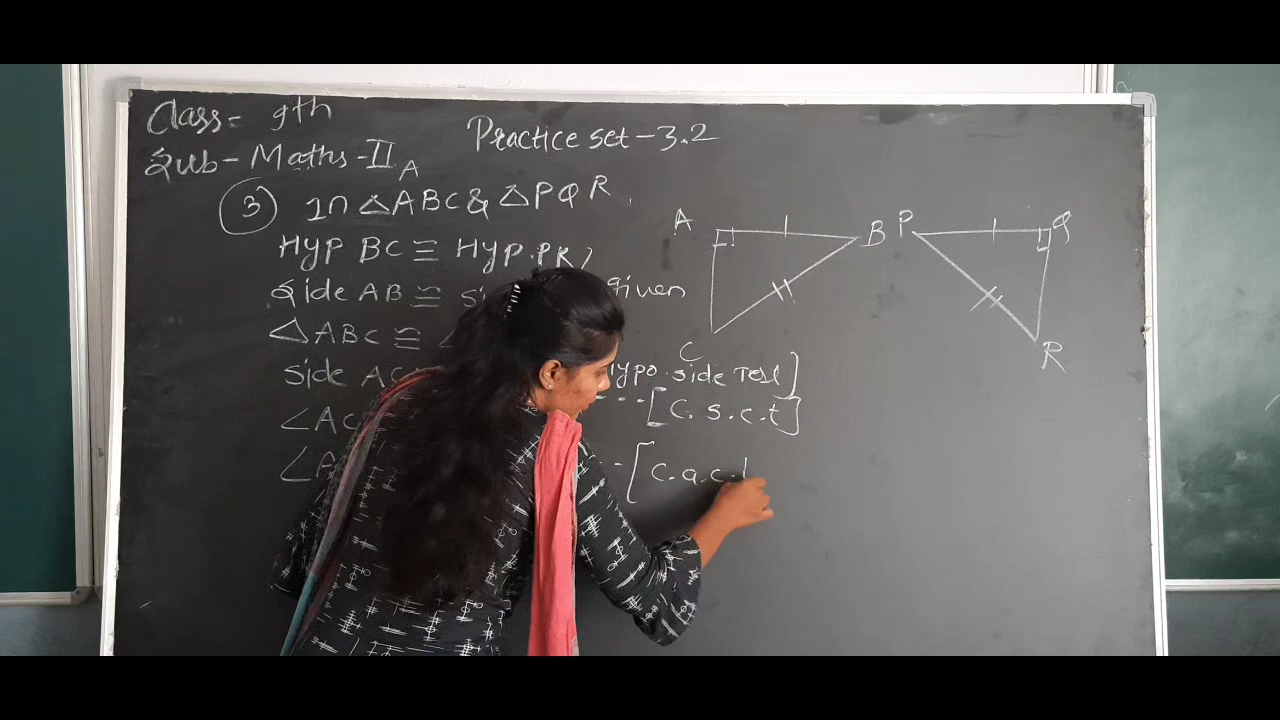 Class= 9th
Practice set-3.2
Sub-Maths-II
A
3 In △ABC & △PQR
A B P Q
HYP BC ≅ HYP.PR
Side AB ≅ given
△ABC ≅
C R
side AC hypo.side Test]
∠AC ---[C.s.c.t]
∠A -[C.a.c.t